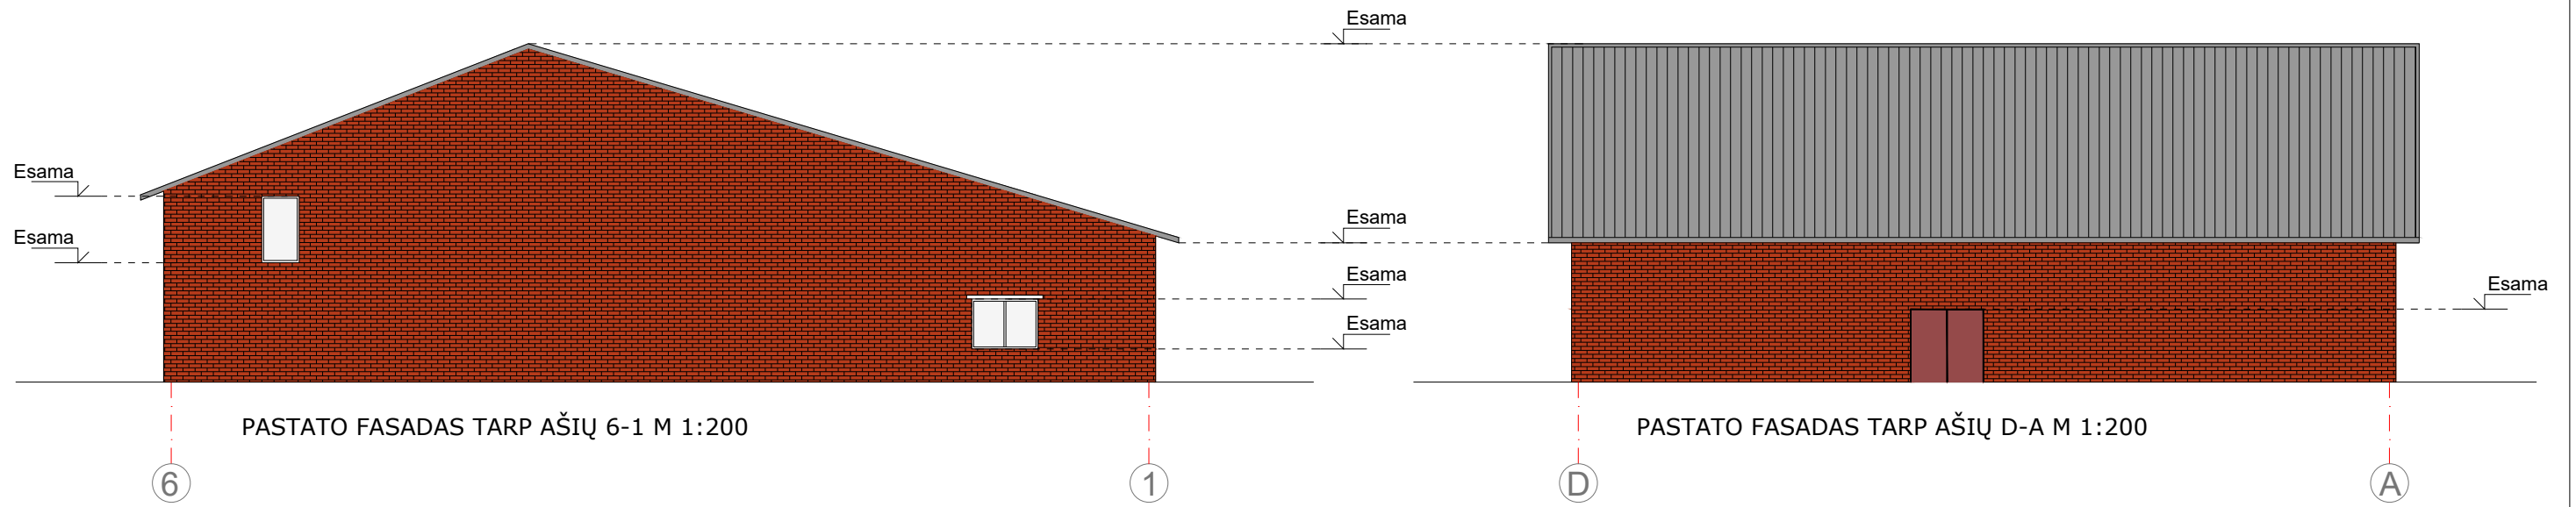 Esama
Esama
Esama
Esama
Esama
Esama
Esama
PASTATO FASADAS TARP AŠIŲ 6-1 M 1:200
PASTATO FASADAS TARP AŠIŲ D-A M 1:200
6
1
D
A